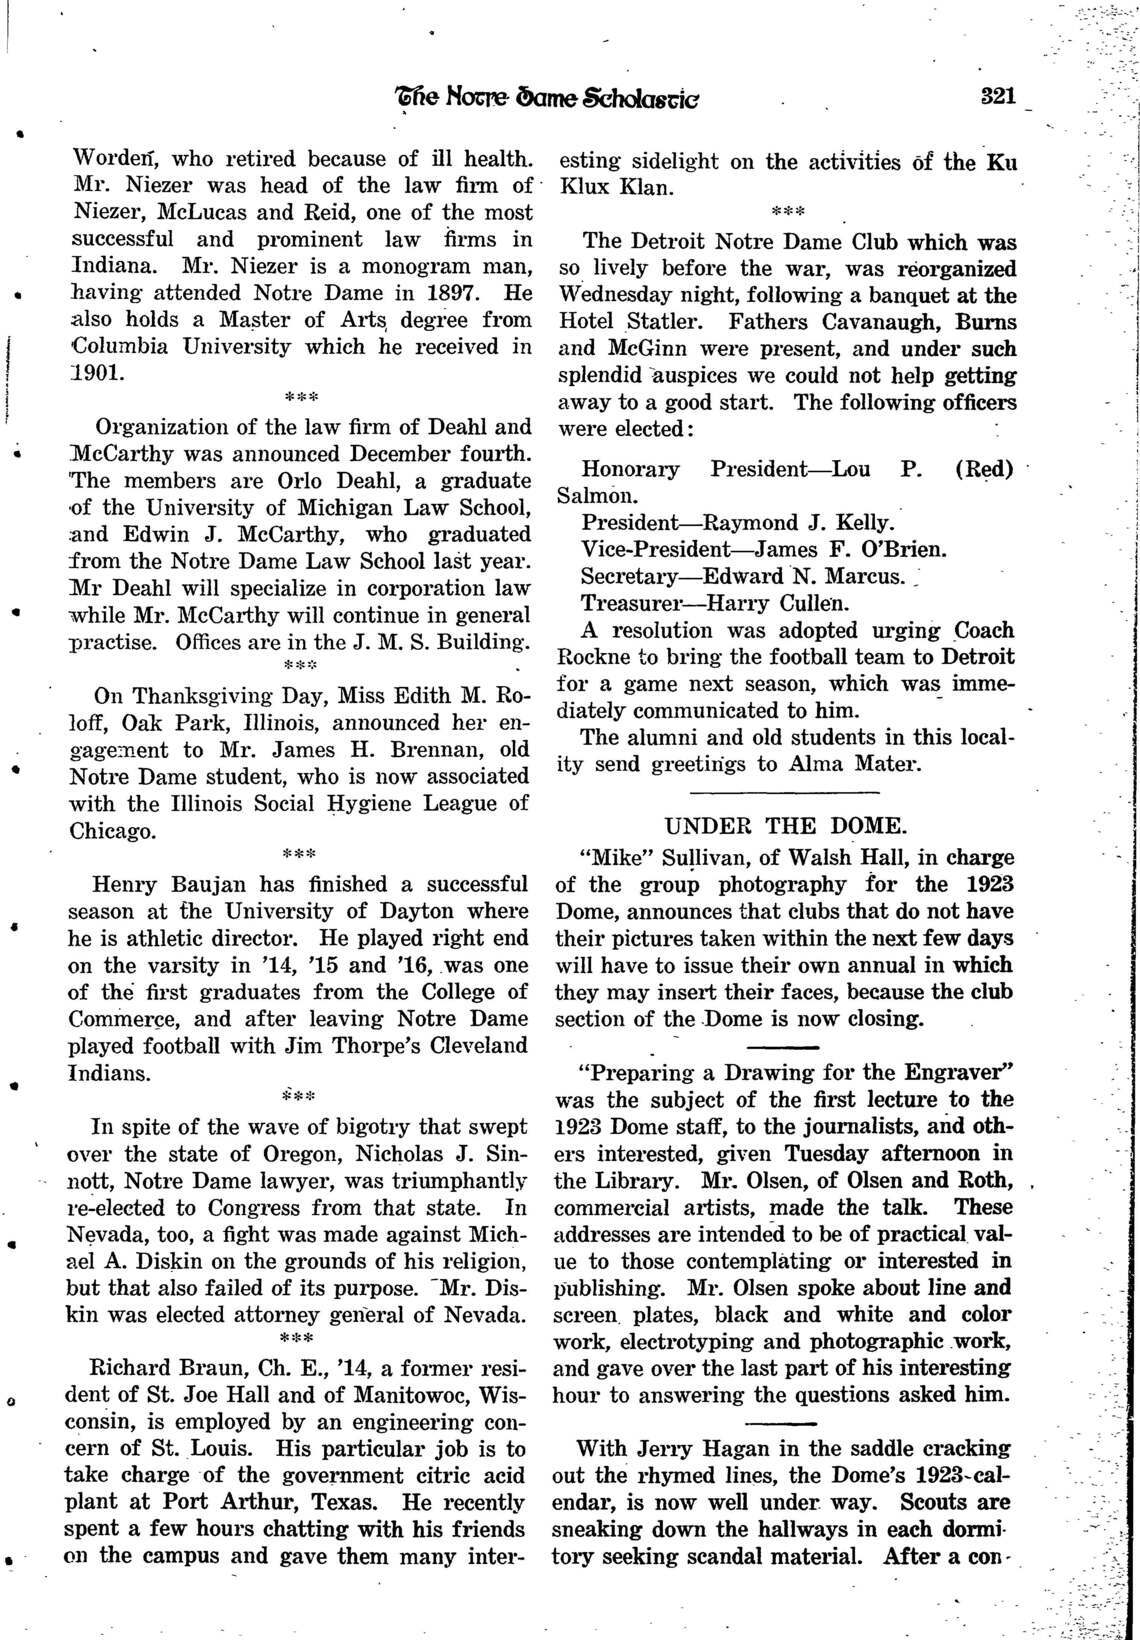 The Notre Dame Scholastic 321
Worden, who retired because of ill health.
Mr. Niezer was head of the law firm of
Niezer, McLucas and Reid, one of the most
successful and prominent law firms in
Indiana. Mr. Niezer is a monogram man,
having attended Notre Dame in 1897. He
also holds a Master of Arts degree from
Columbia University which he received in
1901.
***
Organization of the law firm of Deahl and
McCarthy was announced December fourth.
The members are Orlo Deahl, a graduate
of the University of Michigan Law School,
and Edwin J. McCarthy, who graduated
from the Notre Dame Law School last year.
Mr Deahl will specialize in corporation law
while Mr. McCarthy will continue in general
practise. Offices are in the J. M. S. Building.
***
On Thanksgiving Day, Miss Edith M. Ro-
loff, Oak Park, Illinois, announced her en-
gagement to Mr. James H. Brennan, old
Notre Dame student, who is now associated
with the Illinois Social Hygiene League of
Chicago.
***
Henry Baujan has finished a successful
season at the University of Dayton where
he is athletic director. He played right end
on the varsity in '14, '15 and '16, was one
of the first graduates from the College of
Commerce, and after leaving Notre Dame
played football with Jim Thorpe's Cleveland
Indians.
***
In spite of the wave of bigotry that swept
over the state of Oregon, Nicholas J. Sin-
nott, Notre Dame lawyer, was triumphantly
re-elected to Congress from that state. In
Nevada, too, a fight was made against Mich-
ael A. Diskin on the grounds of his religion,
but that also failed of its purpose. Mr. Dis-
kin was elected attorney general of Nevada.
***
Richard Braun, Ch. E., '14, a former resi-
dent of St. Joe Hall and of Manitowoc, Wis-
consin, is employed by an engineering con-
cern of St. Louis. His particular job is to
take charge of the government citric acid
plant at Port Arthur, Texas. He recently
spent a few hours chatting with his friends
on the campus and gave them many inter-
esting sidelight on the activities of the Ku
Klux Klan.
***
The Detroit Notre Dame Club which was
so lively before the war, was reorganized
Wednesday night, following a banquet at the
Hotel Statler. Fathers Cavanaugh, Burns
and McGinn were present, and under such
splendid auspices we could not help getting
away to a good start. The following officers
were elected:
Honorary President—Lou P. (Red)
Salmon.
President—Raymond J. Kelly.
Vice-President—James F. O'Brien.
Secretary—Edward N. Marcus.
Treasurer—Harry Cullen.
A resolution was adopted urging Coach
Rockne to bring the football team to Detroit
for a game next season, which was imme-
diately communicated to him.
The alumni and old students in this local-
ity send greetings to Alma Mater.
UNDER THE DOME.
"Mike" Sullivan, of Walsh Hall, in charge
of the group photography for the 1923
Dome, announces that clubs that do not have
their pictures taken within the next few days
will have to issue their own annual in which
they may insert their faces, because the club
section of the Dome is now closing.
"Preparing a Drawing for the Engraver"
was the subject of the first lecture to the
1923 Dome staff, to the journalists, and oth-
ers interested, given Tuesday afternoon in
the Library. Mr. Olsen, of Olsen and Roth,
commercial artists, made the talk. These
addresses are intended to be of practical val-
ue to those contemplating or interested in
publishing. Mr. Olsen spoke about line and
screen plates, black and white and color
work, electrotyping and photographic work,
and gave over the last part of his interesting
hour to answering the questions asked him.
With Jerry Hagan in the saddle cracking
out the rhymed lines, the Dome's 1923-cal-
endar, is now well under way. Scouts are
sneaking down the hallways in each dormi-
tory seeking scandal material. After a con-